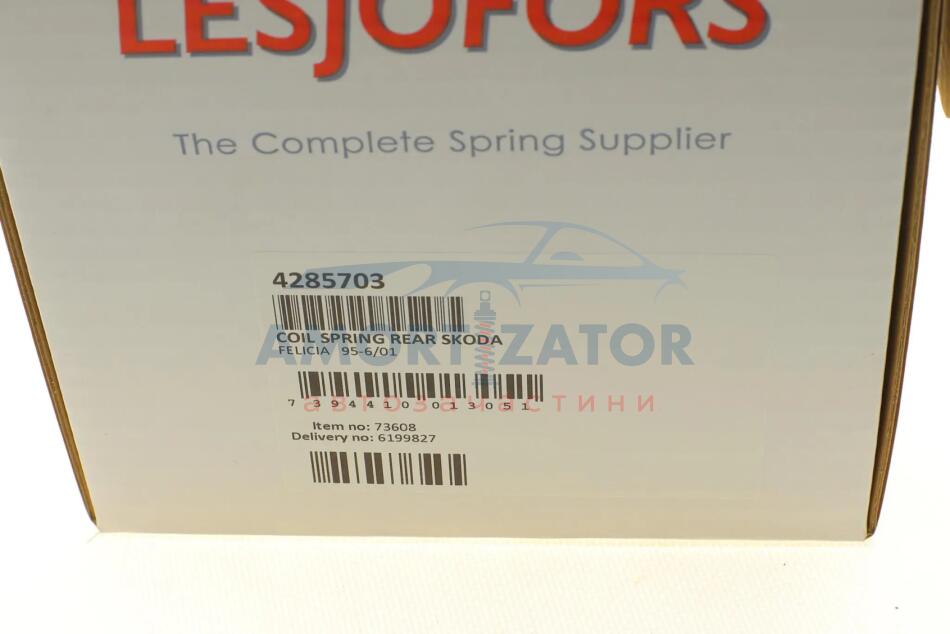 LESJÖFORS
The Complete Spring Supplier
4285703
COIL SPRING REAR SKODA
FELICIA 95-6/01
AMORTIZATOR
7 394410 013051
автозапчастини
Item no: 73608
Delivery no: 6199827